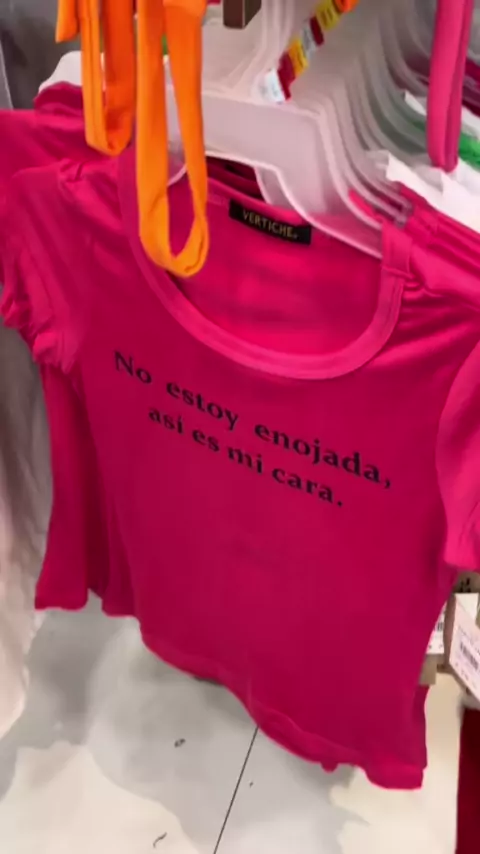 VERTICHE
No estoy enojada,
asi es mi cara.